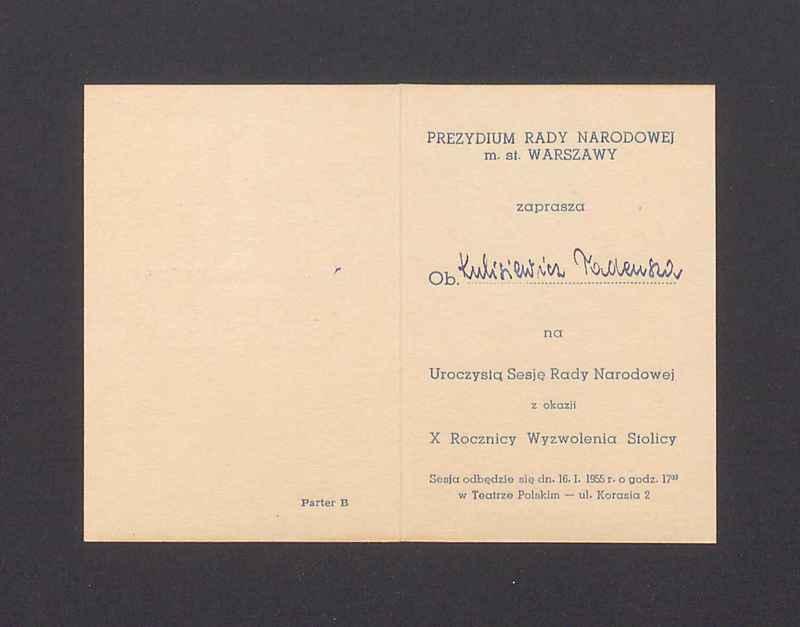 Parter B
PREZYDIUM RADY NARODOWEJ
m. st. WARSZAWY
zaprasza
Ob. Kulisiewicz Tadeusza
na
Uroczystą Sesję Rady Narodowej
z okazji
X Rocznicy Wyzwolenia Stolicy
Sesja odbędzie się dn. 16. I. 1955 r. o godz. 17⁰⁰
w Teatrze Polskim — ul. Karasia 2